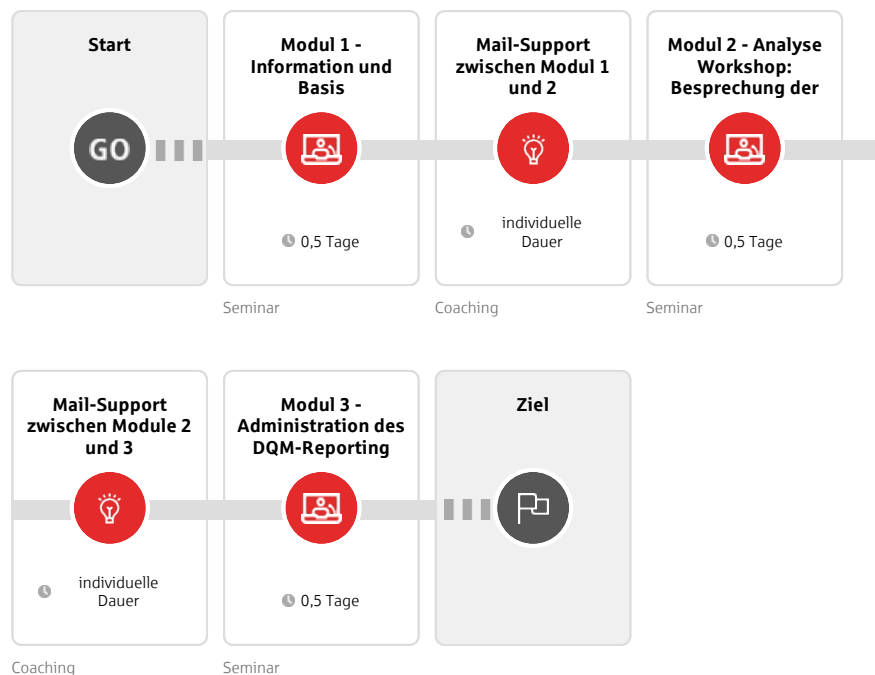 Start
Modul 1 -
Information und
Basis
Mail-Support
zwischen Modul 1
und 2
Modul 2 - Analyse
Workshop:
Besprechung der
GO
0,5 Tage
individuelle
Dauer
0,5 Tage
Seminar
Coaching
Seminar
Mail-Support
zwischen Module 2
und 3
Modul 3 -
Administration des
DQM-Reporting
Ziel
individuelle
Dauer
0,5 Tage
Coaching
Seminar